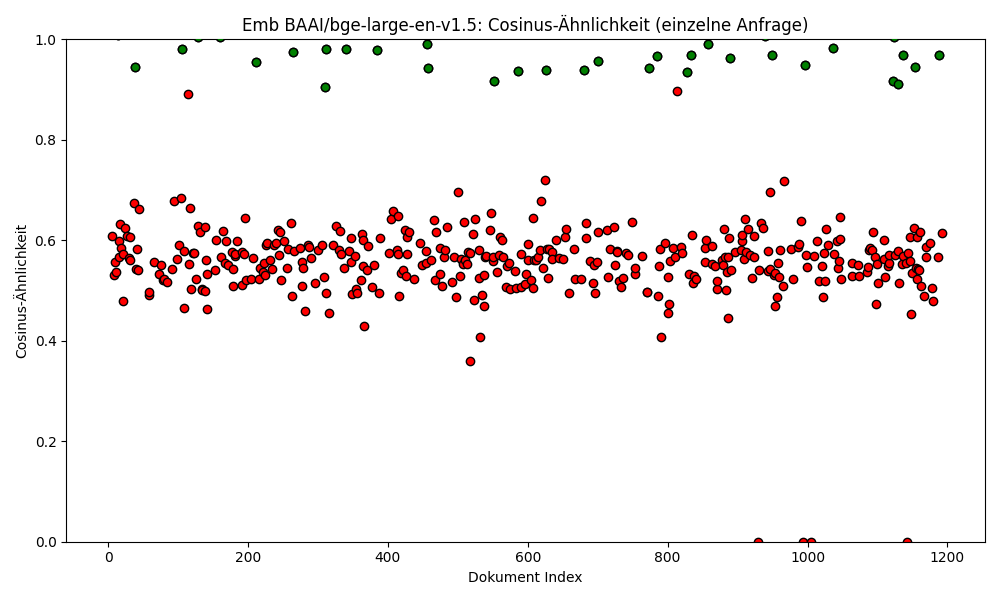 Emb BAAI/bge-large-en-v1.5: Cosinus-Ähnlichkeit (einzelne Anfrage)
1.0
0.8
0.6
0.4
0.2
0.0
Cosinus-Ähnlichkeit
0 200 400 600 800 1000 1200
Dokument Index